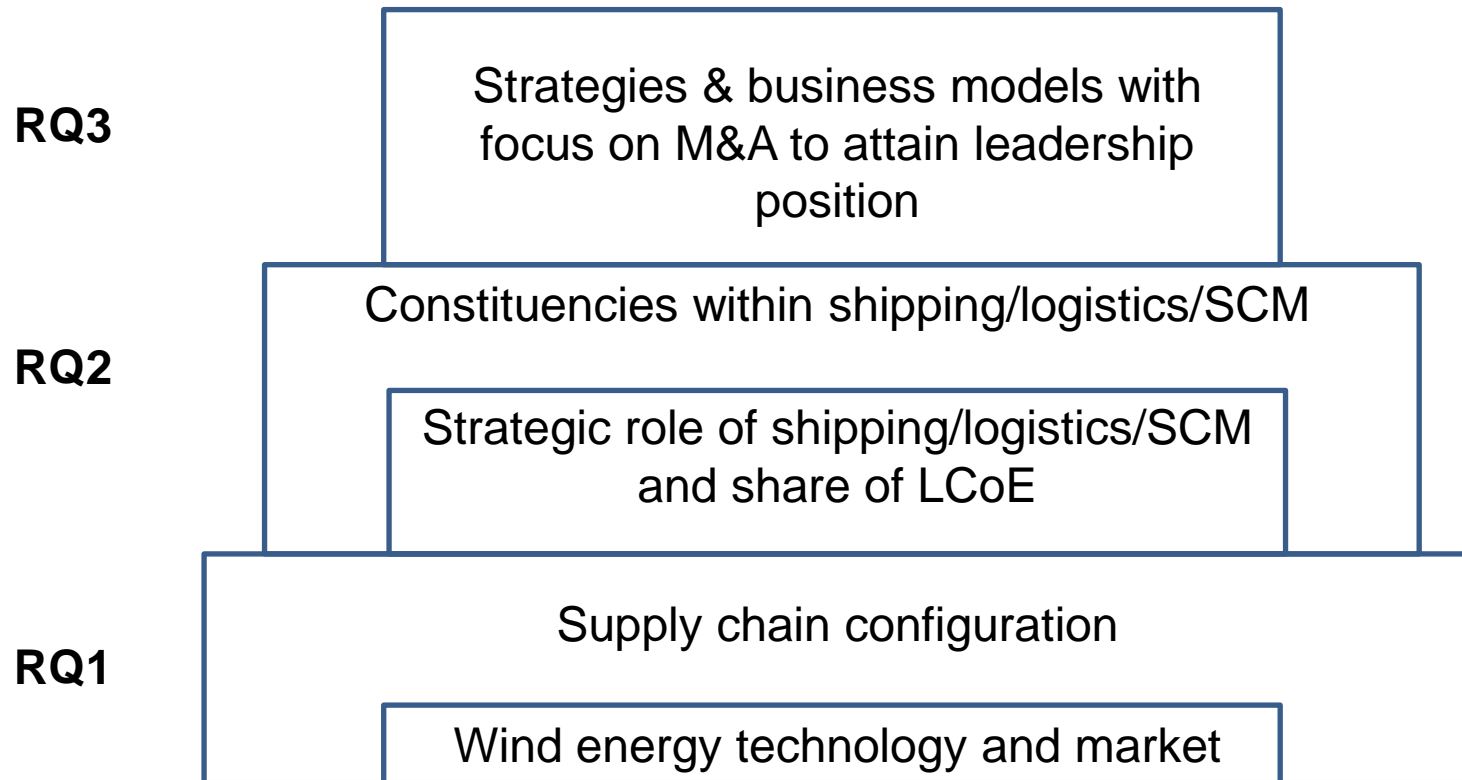 RQ3
Strategies & business models with
focus on M&A to attain leadership
position
RQ2
Constituencies within shipping/logistics/SCM
Strategic role of shipping/logistics/SCM
and share of LCoE
RQ1
Supply chain configuration
Wind energy technology and market